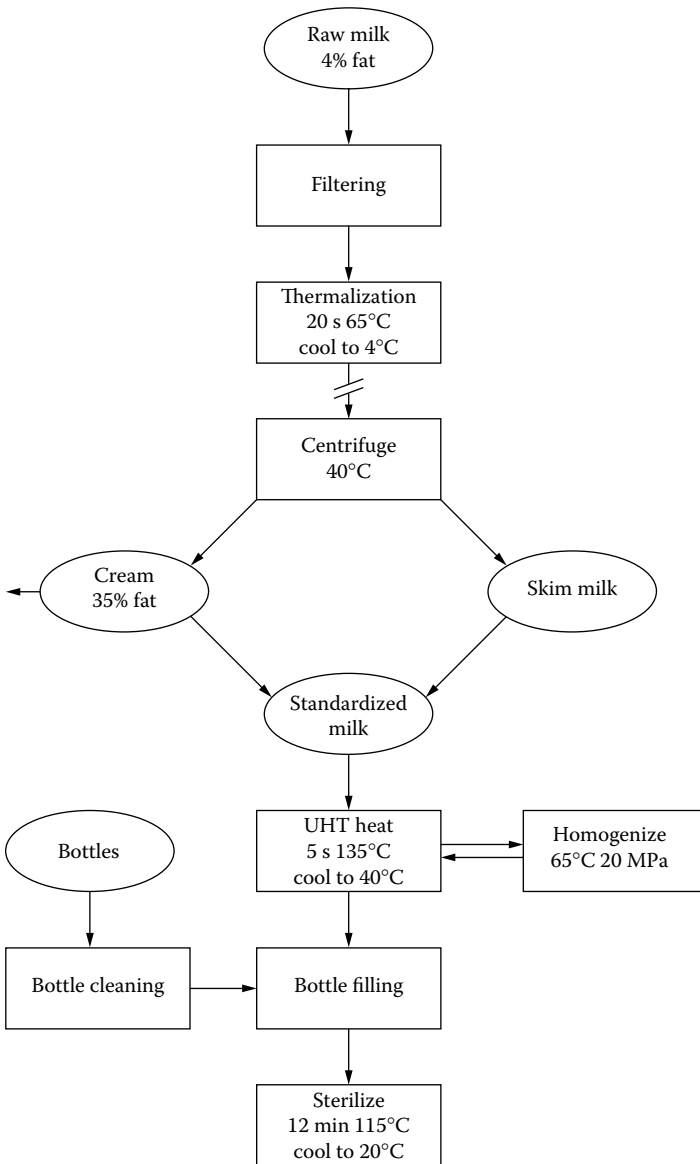 Raw milk
4% fat
Filtering
Thermalization
20 s 65°C
cool to 4°C
Centrifuge
40°C
Cream
35% fat
Skim milk
Standardized
milk
UHT heat
5 s 135°C
cool to 40°C
Homogenize
65°C 20 MPa
Bottles
Bottle cleaning
Bottle filling
Sterilize
12 min 115°C
cool to 20°C